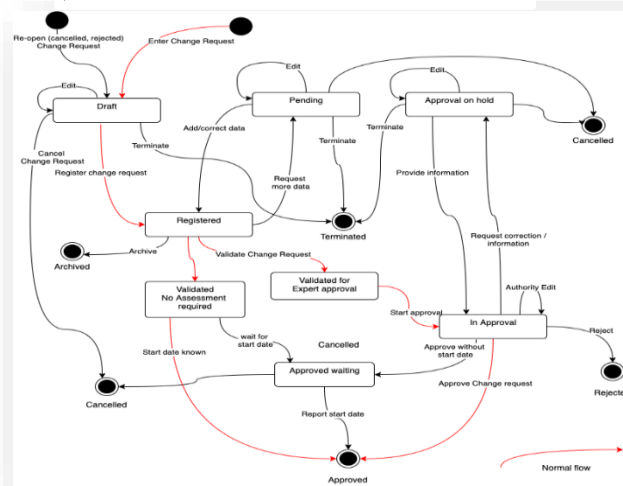 Re-open (cancelled, rejected)
Change Request
Enter Change Request
Edit
Draft
Edit
Pending
Edit
Approval on hold
Cancelled
Cancel
Change Request
Terminate
Add/correct data
Terminate
Terminate
Register change request
Request
more data
Provide information
Registered
Terminated
Request correction /
information
Archive
Archived
Validate Change Request
Validated
No Assessment
required
Validated for
Expert approval
Authority Edit
Start approval
In Approval
Reject
Rejecte
Start date known
wait for
start date
Cancelled
Approve without
start date
Approved waiting
Approve Change request
Cancelled
Report start date
Approved
Normal flow